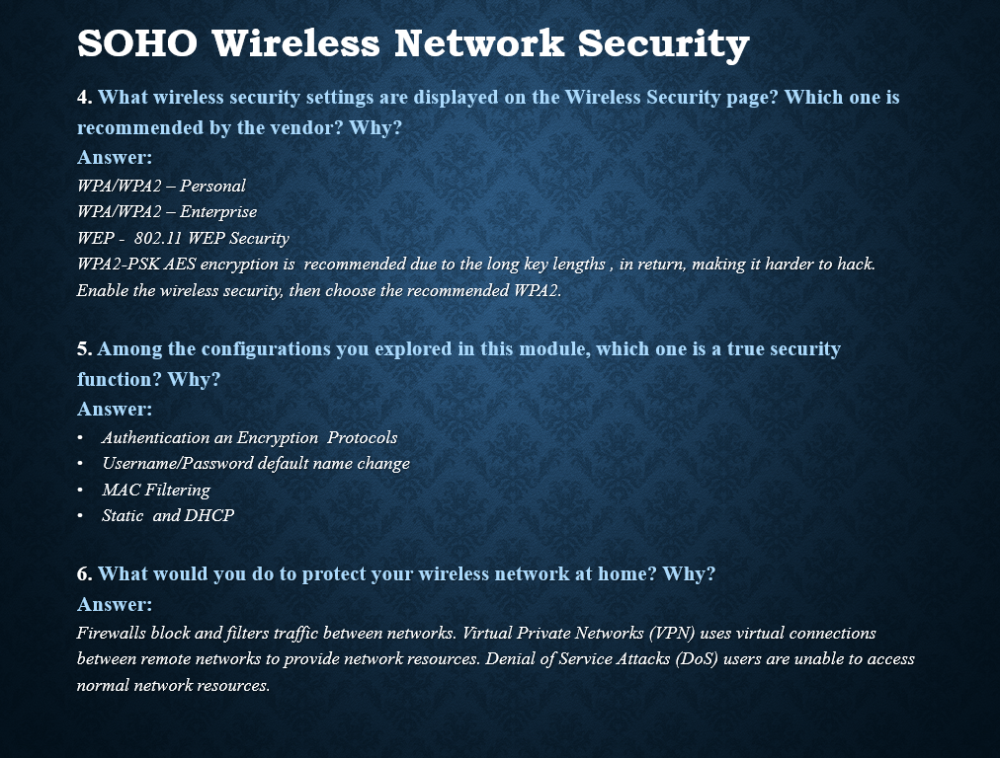 SOHO Wireless Network Security
4. What wireless security settings are displayed on the Wireless Security page? Which one is
recommended by the vendor? Why?
Answer:
WPA/WPA2 – Personal
WPA/WPA2 – Enterprise
WEP -  802.11 WEP Security
WPA2-PSK AES encryption is  recommended due to the long key lengths , in return, making it harder to hack.
Enable the wireless security, then choose the recommended WPA2.
5. Among the configurations you explored in this module, which one is a true security
function? Why?
Answer:
• Authentication an Encryption  Protocols
• Username/Password default name change
• MAC Filtering
• Static  and DHCP
6. What would you do to protect your wireless network at home? Why?
Answer:
Firewalls block and filters traffic between networks. Virtual Private Networks (VPN) uses virtual connections
between remote networks to provide network resources. Denial of Service Attacks (DoS) users are unable to access
normal network resources.